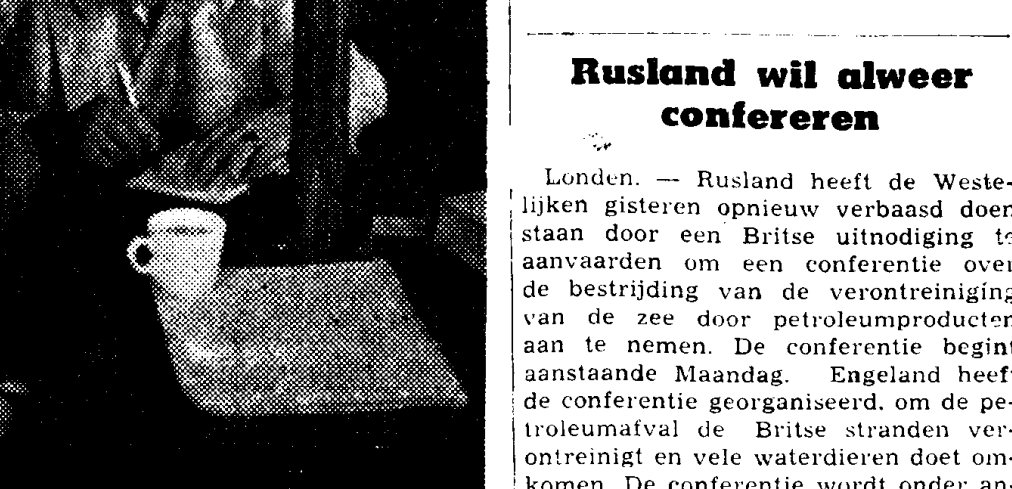 Rusland wil alweer
confereren
Londen. — Rusland heeft de Weste-
lijken gisteren opnieuw verbaasd doen
staan door een Britse uitnodiging te
aanvaarden om een conferentie over
de bestrijding van de verontreiniging
van de zee door petroleumproducten
aan te nemen. De conferentie begint
aanstaande Maandag. Engeland heeft
de conferentie georganiseerd. om de pe-
troleumafval de Britse stranden ver-
ontreinigt en vele waterdieren doet om-
komen. De conferentie wordt onder an-